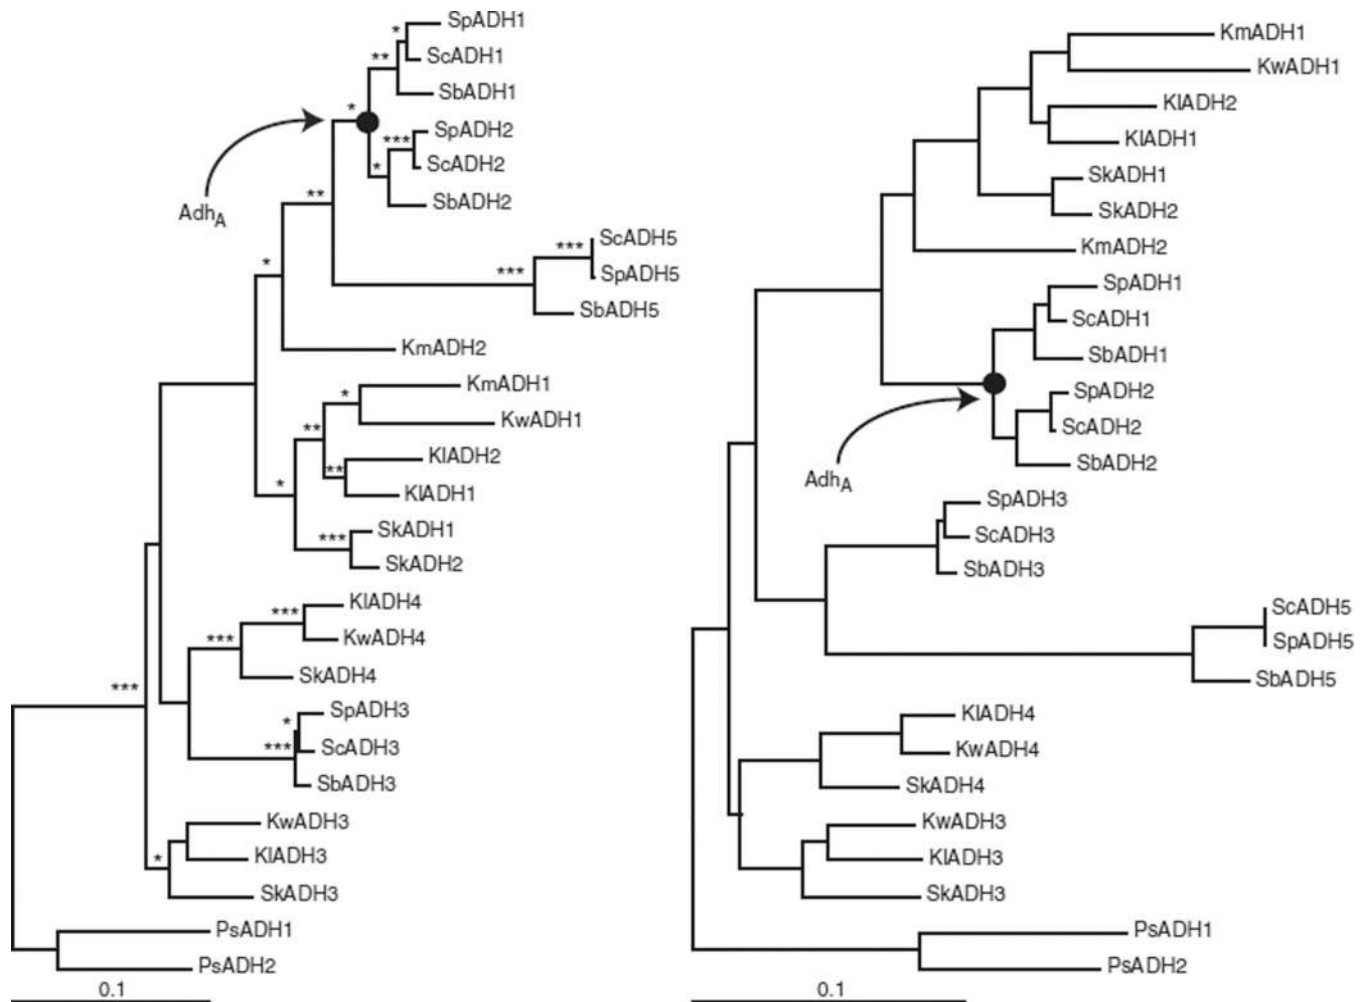 SpADH1
*
ScADH1
**
SbADH1
*
SpADH2
***
ScADH2
*
SbADH2
AdhA
**
ScADH5
***
SpADH5
***
SbADH5
*
KmADH2
KmADH1
*
KwADH1
**
KlADH2
**
KlADH1
*
SkADH1
***
SkADH2
KlADH4
***
KwADH4
***
SkADH4
***
SpADH3
*
ScADH3
***
SbADH3
KwADH3
KlADH3
*
SkADH3
PsADH1
PsADH2
0.1
KmADH1
KwADH1
KlADH2
KlADH1
SkADH1
SkADH2
KmADH2
SpADH1
ScADH1
SbADH1
SpADH2
ScADH2
SbADH2
AdhA
SpADH3
ScADH3
SbADH3
ScADH5
SpADH5
SbADH5
KlADH4
KwADH4
SkADH4
KwADH3
KlADH3
SkADH3
PsADH1
PsADH2
0.1